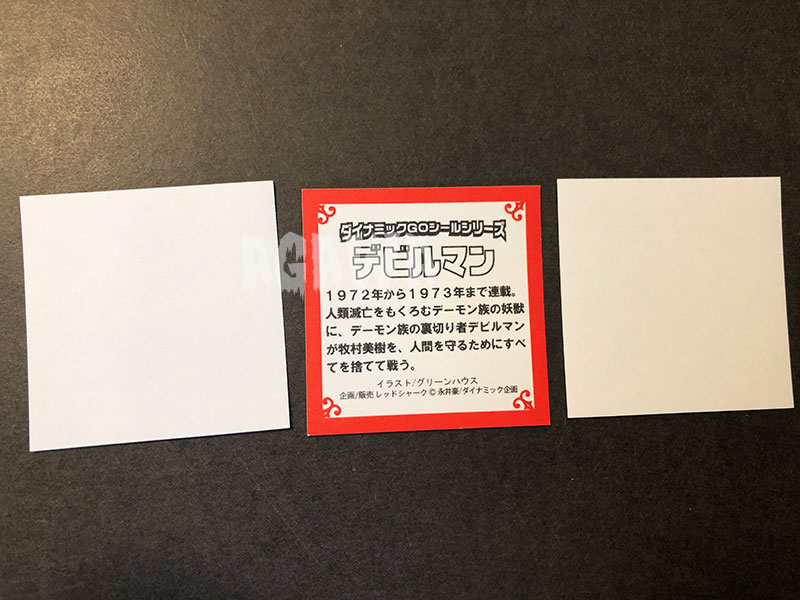 ダイナミックGOシールシリーズ
デビルマン
1972年から1973年まで連載。
人類滅亡をもくろむデーモン族の妖獣
に、デーモン族の裏切り者デビルマン
が牧村美樹を、人間を守るためにすべ
てを捨てて戦う。
イラスト/グリーンハウス
企画/販売 レッドシャーク © 永井豪/ダイナミック企画